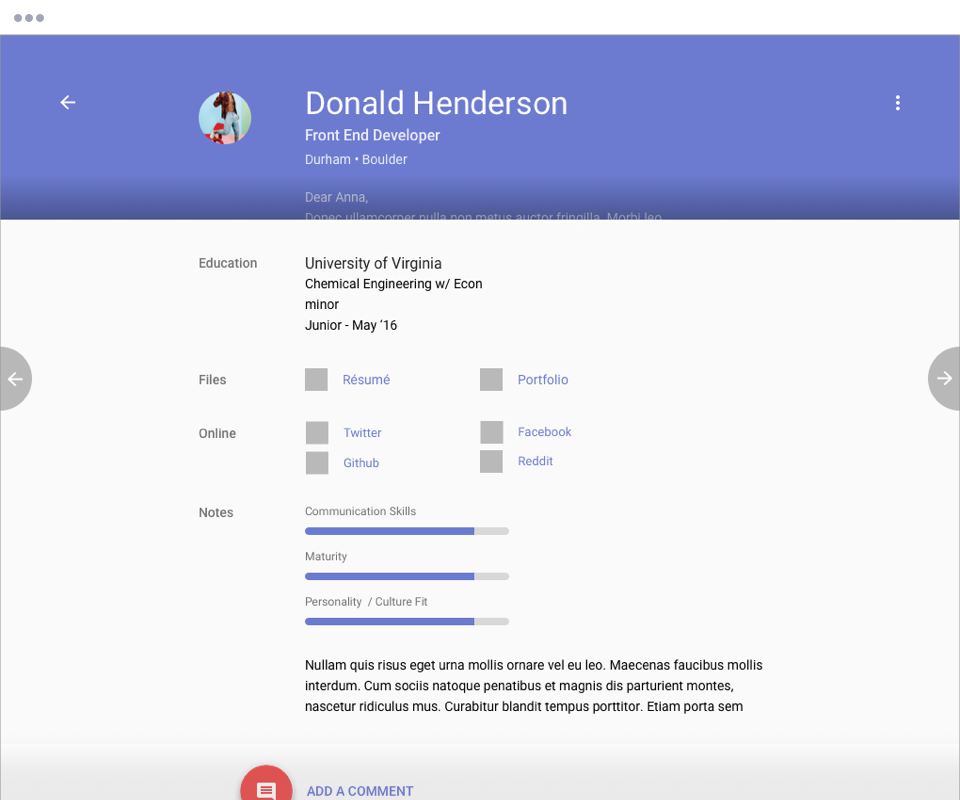 Donald Henderson
Front End Developer
Durham • Boulder
Dear Anna,
Donec ullamcorper nulla non metus auctor fringilla. Morbi leo
Education
University of Virginia
Chemical Engineering w/ Econ
minor
Junior - May ‘16
Files
Résumé
Portfolio
Online
Twitter
Facebook
Github
Reddit
Notes
Communication Skills
Maturity
Personality / Culture Fit
Nullam quis risus eget urna mollis ornare vel eu leo. Maecenas faucibus mollis
interdum. Cum sociis natoque penatibus et magnis dis parturient montes,
nascetur ridiculus mus. Curabitur blandit tempus porttitor. Etiam porta sem
ADD A COMMENT